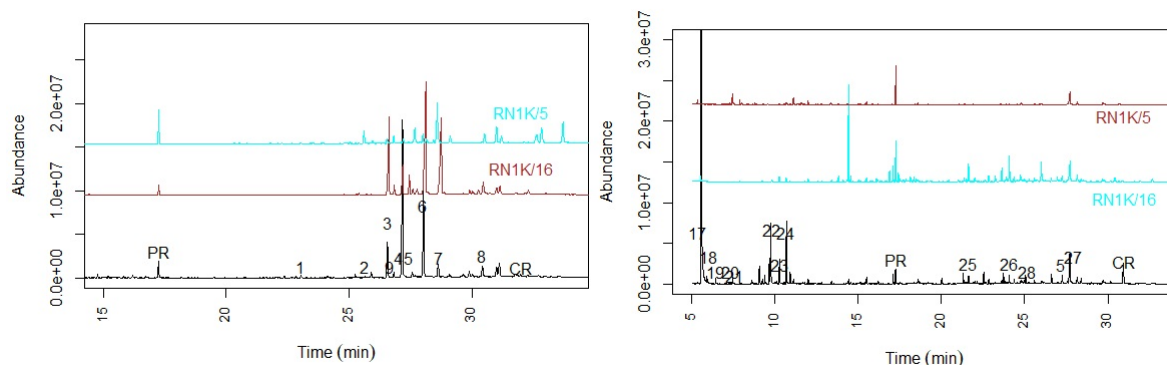 Abundance
0.0e+00 1.0e+07 2.0e+07
RN1K/5
RN1K/16
PR 1 2 3 9 4 5 6 7 8 CR
15 20 25 30
Time (min)
Abundance
0.0e+00 1.0e+07 2.0e+07 3.0e+07
RN1K/5
RN1K/16
17 18 19 20 22 23 24 PR 25 26 28 5 27 CR
5 10 15 20 25 30
Time (min)